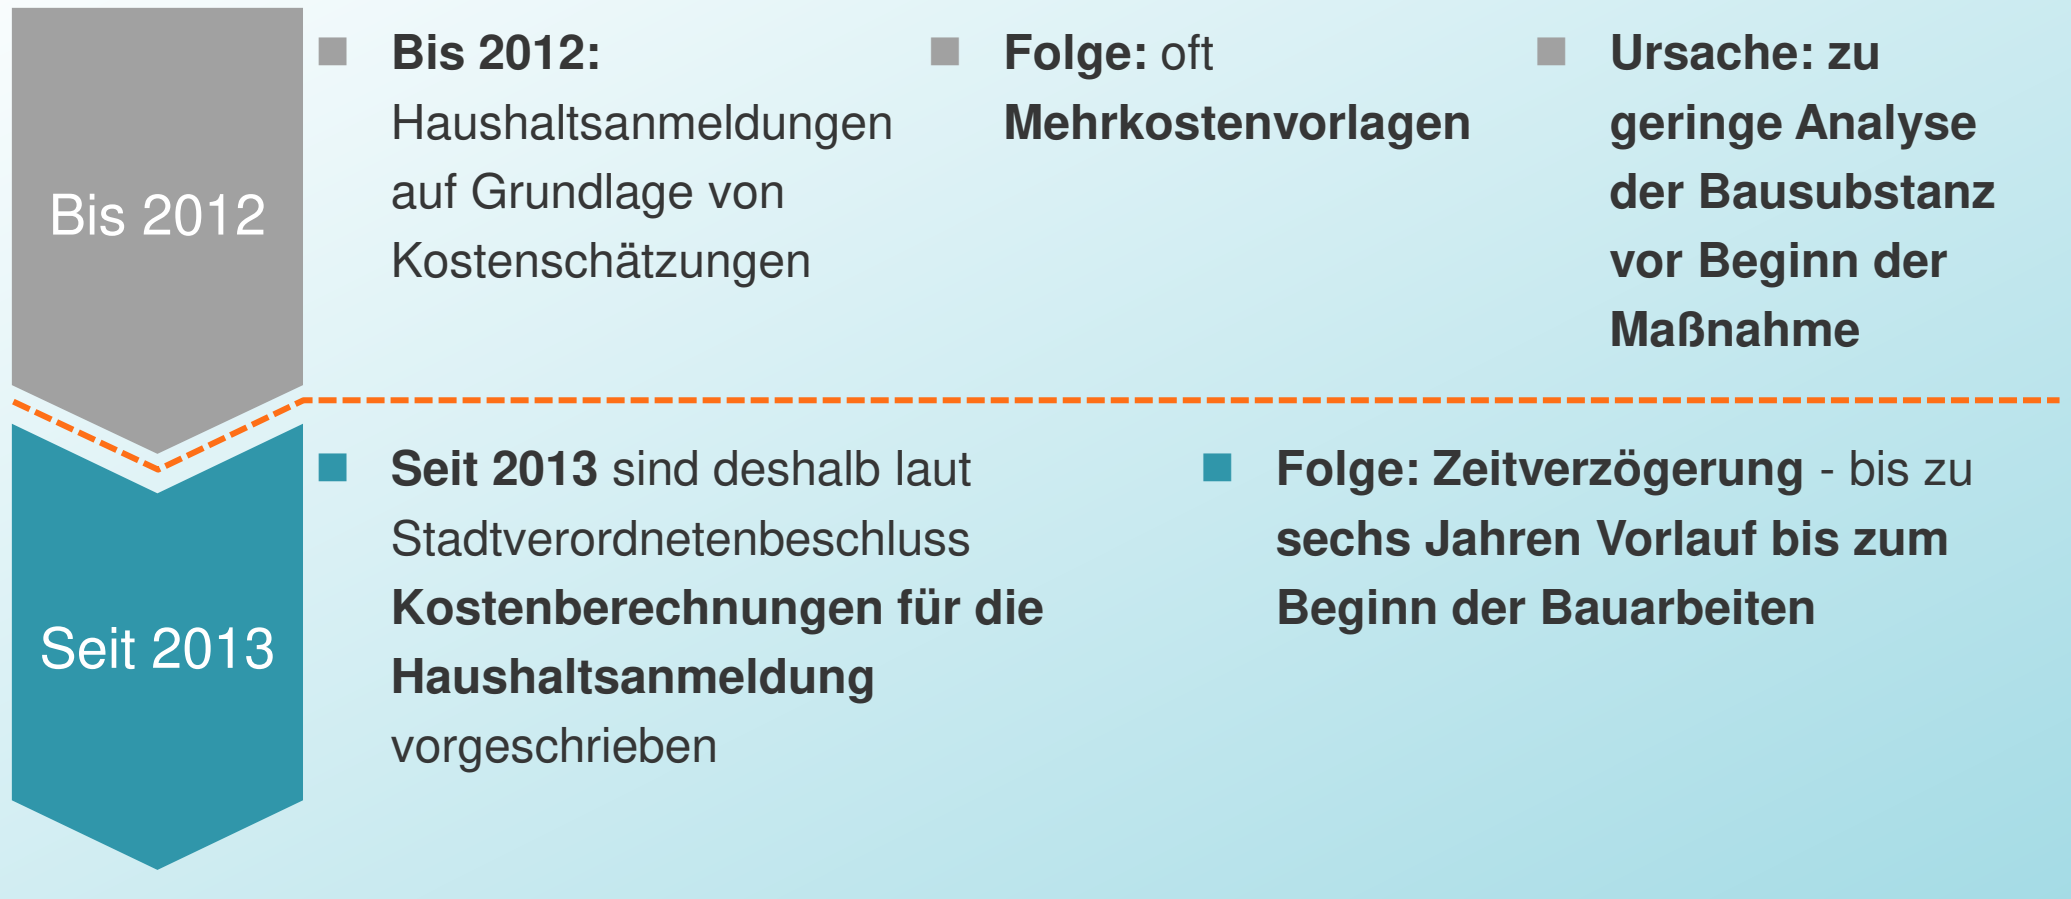 Bis 2012
Bis 2012:
Haushaltsanmeldungen
auf Grundlage von
Kostenschätzungen
Folge: oft
Mehrkostenvorlagen
Ursache: zu
geringe Analyse
der Bausubstanz
vor Beginn der
Maßnahme
Seit 2013
Seit 2013 sind deshalb laut
Stadtverordnetenbeschluss
Kostenberechnungen für die
Haushaltsanmeldung
vorgeschrieben
Folge: Zeitverzögerung - bis zu
sechs Jahren Vorlauf bis zum
Beginn der Bauarbeiten